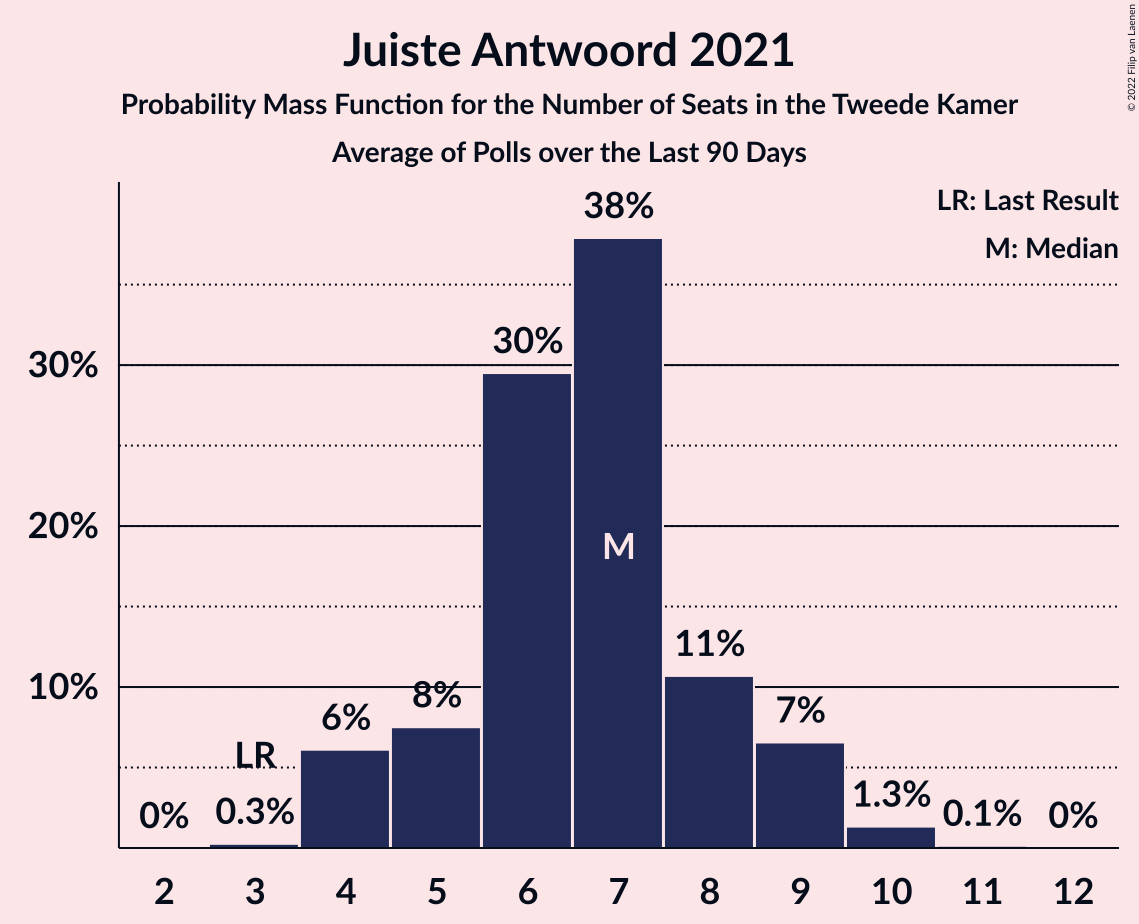 Juiste Antwoord 2021
Probability Mass Function for the Number of Seats in the Tweede Kamer
Average of Polls over the Last 90 Days
© 2022 Filip van Laenen
LR: Last Result
M: Median
38%
30%
30%
20%
M
11%
10%
8%
7%
6%
LR
1.3%
0.3%
0.1%
0%
0%
2 3 4 5 6 7 8 9 10 11 12